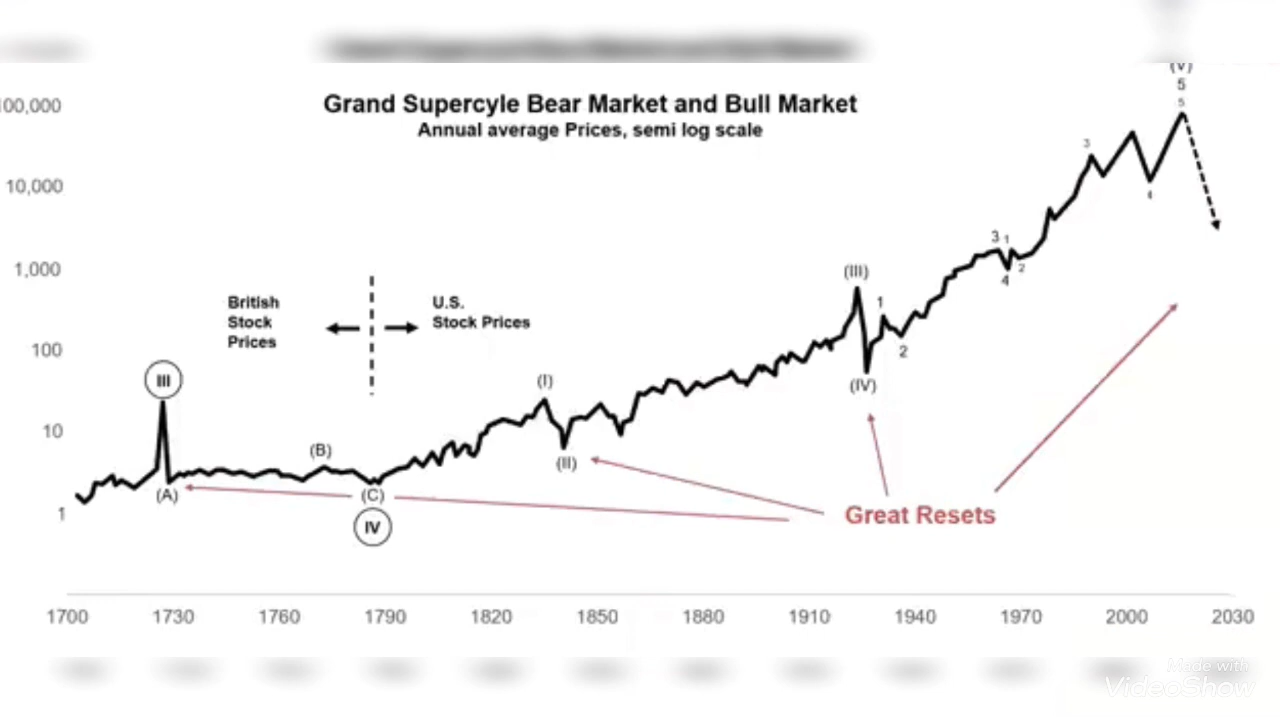 Grand Supercyle Bear Market and Bull Market
Annual average Prices, semi log scale
(V)
5
5
100,000
10,000
1,000
100
10
1
British
Stock
Prices
U.S.
Stock Prices
III
(A)
(B)
(C)
IV
(I)
(II)
(III)
(IV)
1
2
3
1
4
2
3
4
Great Resets
1700 1730 1760 1790 1820 1850 1880 1910 1940 1970 2000 2030
Made with
VideoShow